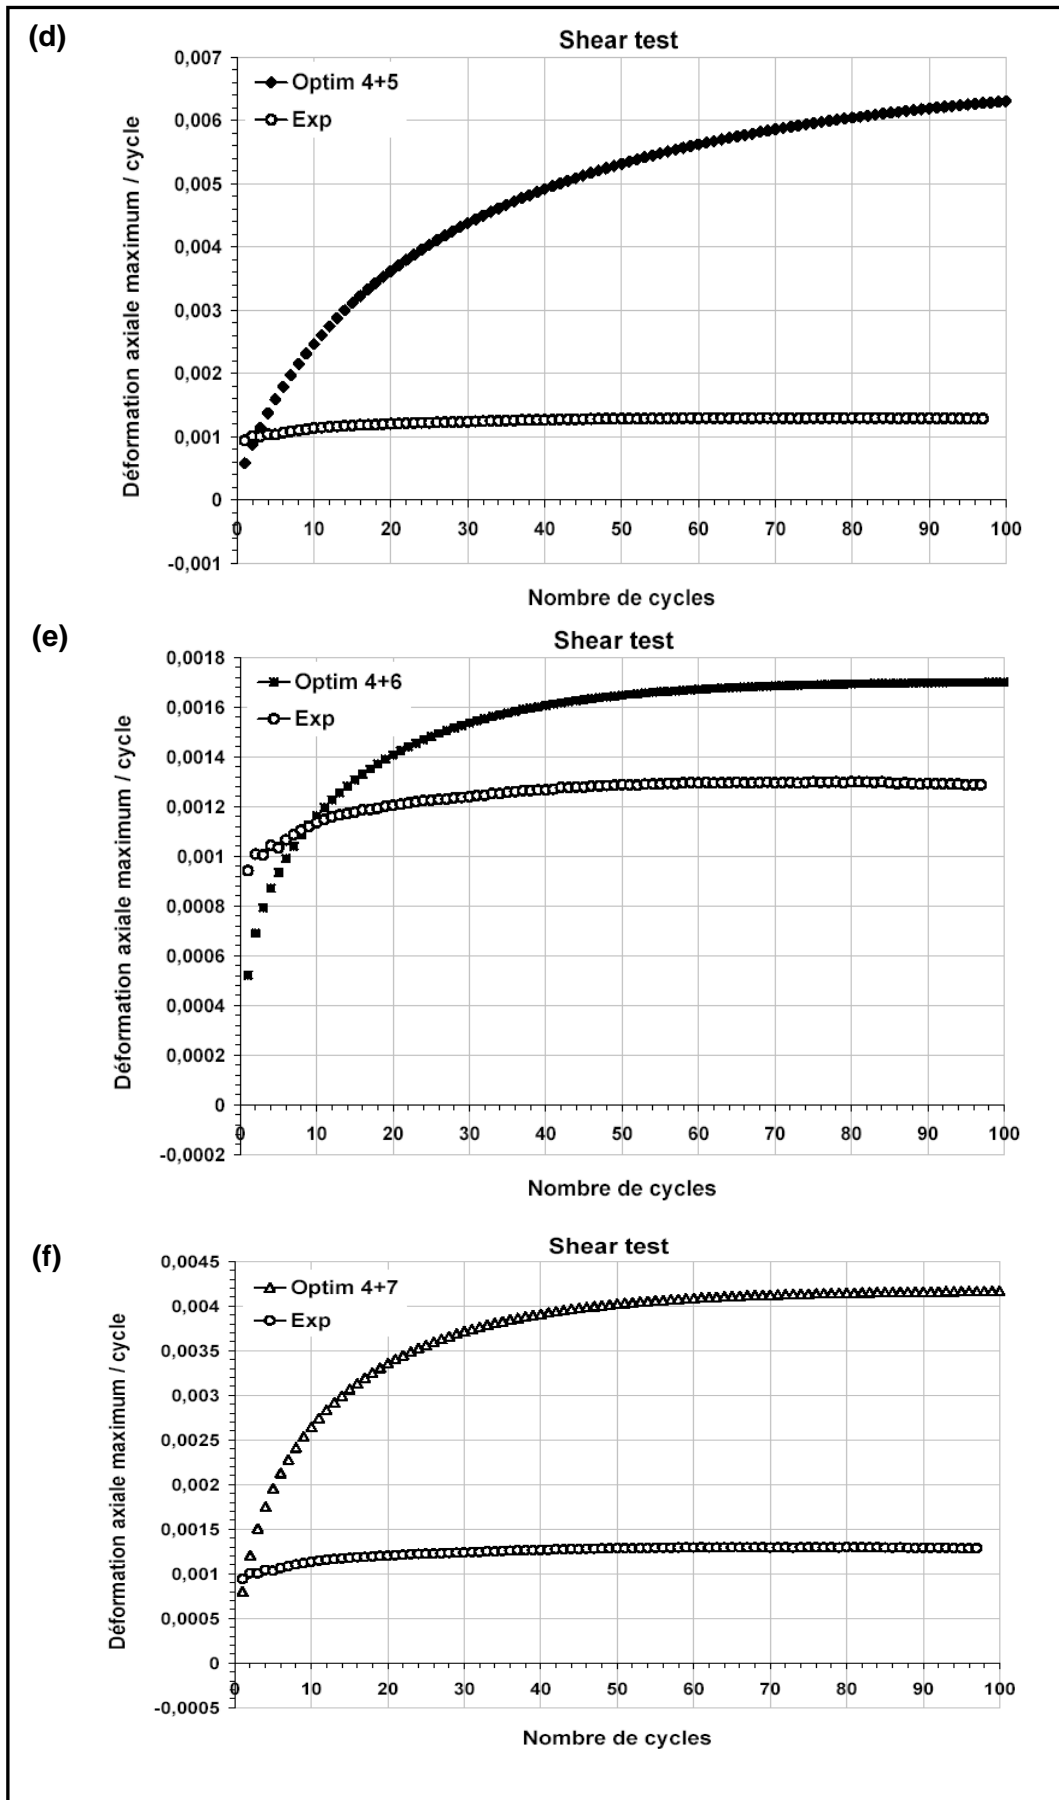 (d)
Shear test
0,007
0,006
0,005
0,004
0,003
0,002
0,001
0
-0,001
Déformation axiale maximum / cycle
Optim 4+5
Exp
0 10 20 30 40 50 60 70 80 90 100
Nombre de cycles
(e)
Shear test
0,0018
0,0016
0,0014
0,0012
0,001
0,0008
0,0006
0,0004
0,0002
0
-0,0002
Déformation axiale maximum / cycle
Optim 4+6
Exp
0 10 20 30 40 50 60 70 80 90 100
Nombre de cycles
(f)
Shear test
0,0045
0,004
0,0035
0,003
0,0025
0,002
0,0015
0,001
0,0005
0
-0,0005
Déformation axiale maximum / cycle
Optim 4+7
Exp
0 10 20 30 40 50 60 70 80 90 100
Nombre de cycles